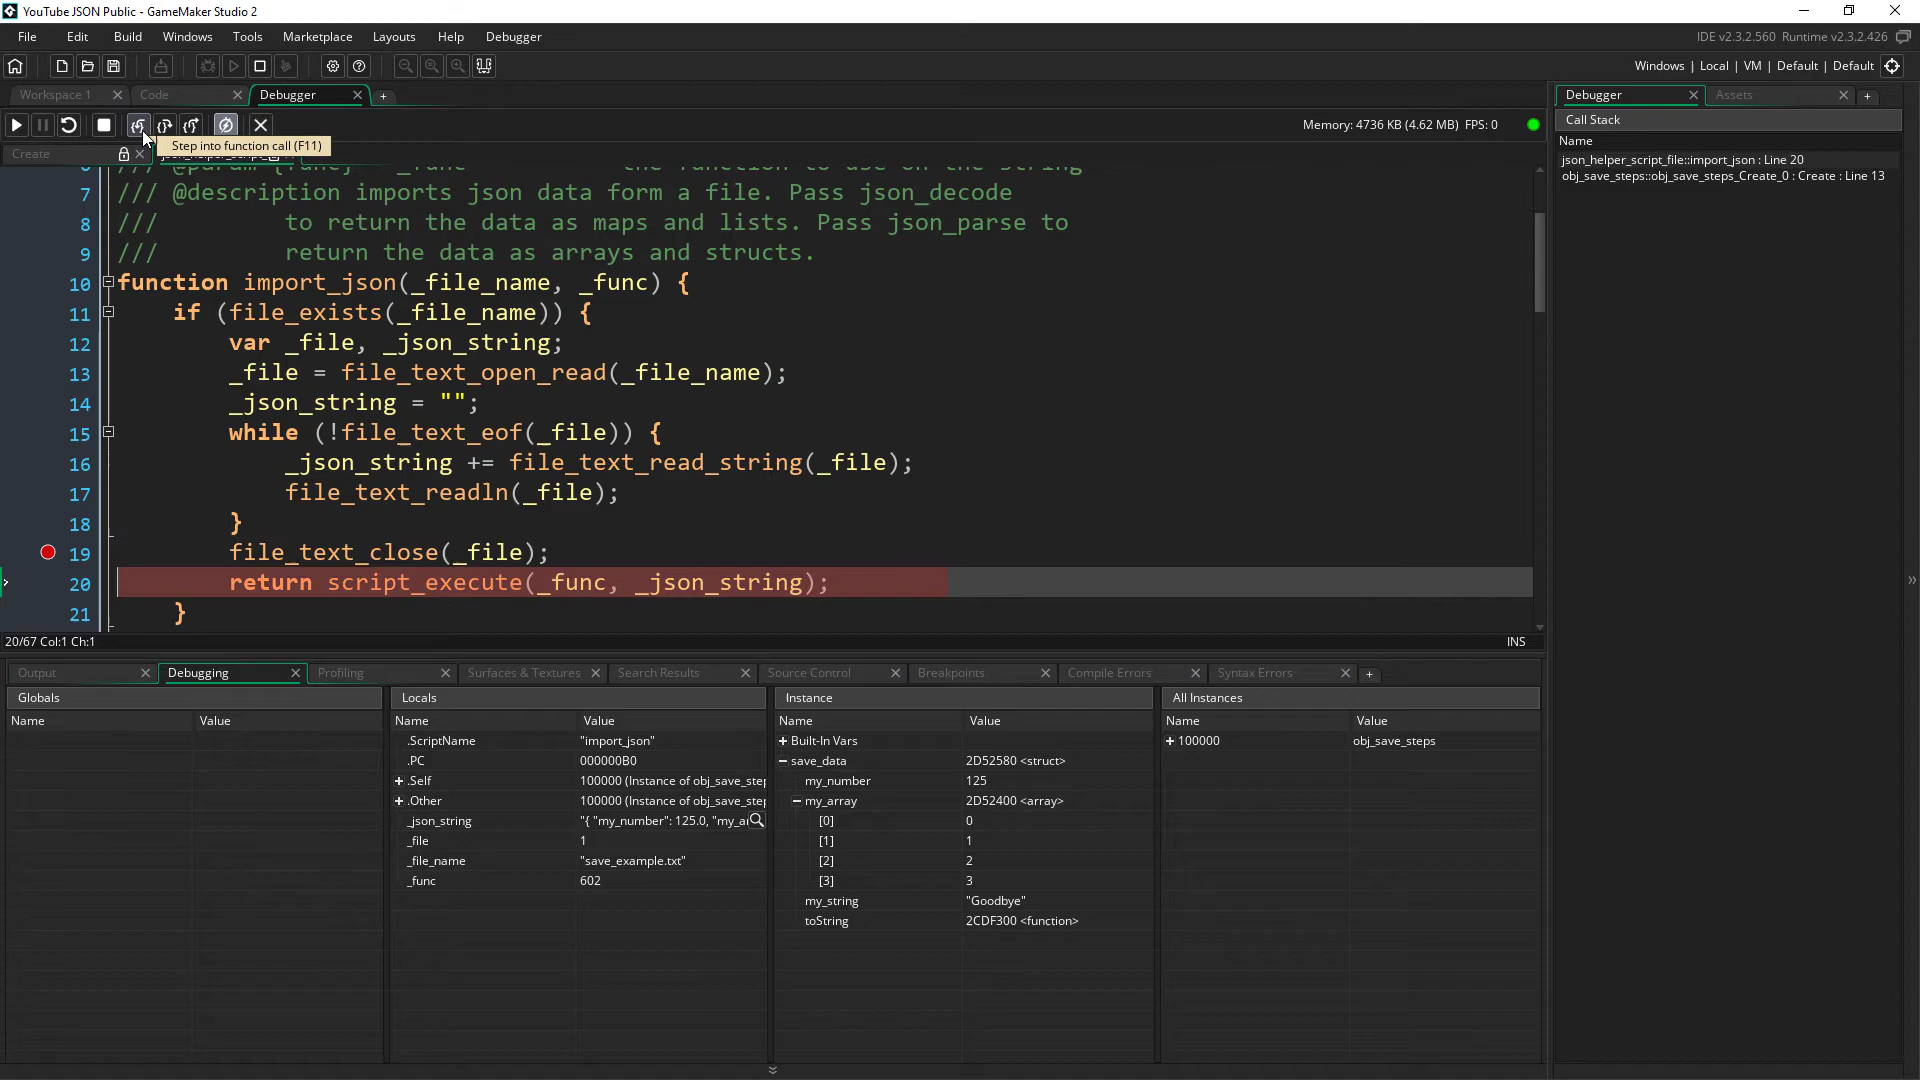 YouTube JSON Public - GameMaker Studio 2
File Edit Build Windows Tools Marketplace Layouts Help Debugger
IDE v2.3.2.560 Runtime v2.3.2.426
Windows | Local | VM | Default | Default
Workspace 1 Code Debugger
Debugger Assets
Memory: 4736 KB (4.62 MB) FPS: 0
Step into function call (F11)
Create
Call Stack
Name
json_helper_script_file::import_json : Line 20
obj_save_steps::obj_save_steps_Create_0 : Create : Line 13
7 /// @description imports json data form a file. Pass json_decode
8 /// to return the data as maps and lists. Pass json_parse to
9 /// return the data as arrays and structs.
10 function import_json(_file_name, _func) {
11 if (file_exists(_file_name)) {
12 var _file, _json_string;
13 _file = file_text_open_read(_file_name);
14 _json_string = "";
15 while (!file_text_eof(_file)) {
16 _json_string += file_text_read_string(_file);
17 file_text_readln(_file);
18 }
19 file_text_close(_file);
20 return script_execute(_func, _json_string);
21 }
20/67 Col:1 Ch:1 INS
Output Debugging Profiling Surfaces & Textures Search Results Source Control Breakpoints Compile Errors Syntax Errors
Globals
Name Value
Locals
Name Value
.ScriptName "import_json"
.PC 000000B0
.Self 100000 (Instance of obj_save_step
.Other 100000 (Instance of obj_save_step
_json_string "{ "my_number": 125.0, "my_a
_file 1
_file_name "save_example.txt"
_func 602
Instance
Name Value
Built-In Vars
save_data 2D52580 <struct>
my_number 125
my_array 2D52400 <array>
[0] 0
[1] 1
[2] 2
[3] 3
my_string "Goodbye"
toString 2CDF300 <function>
All Instances
Name Value
100000 obj_save_steps